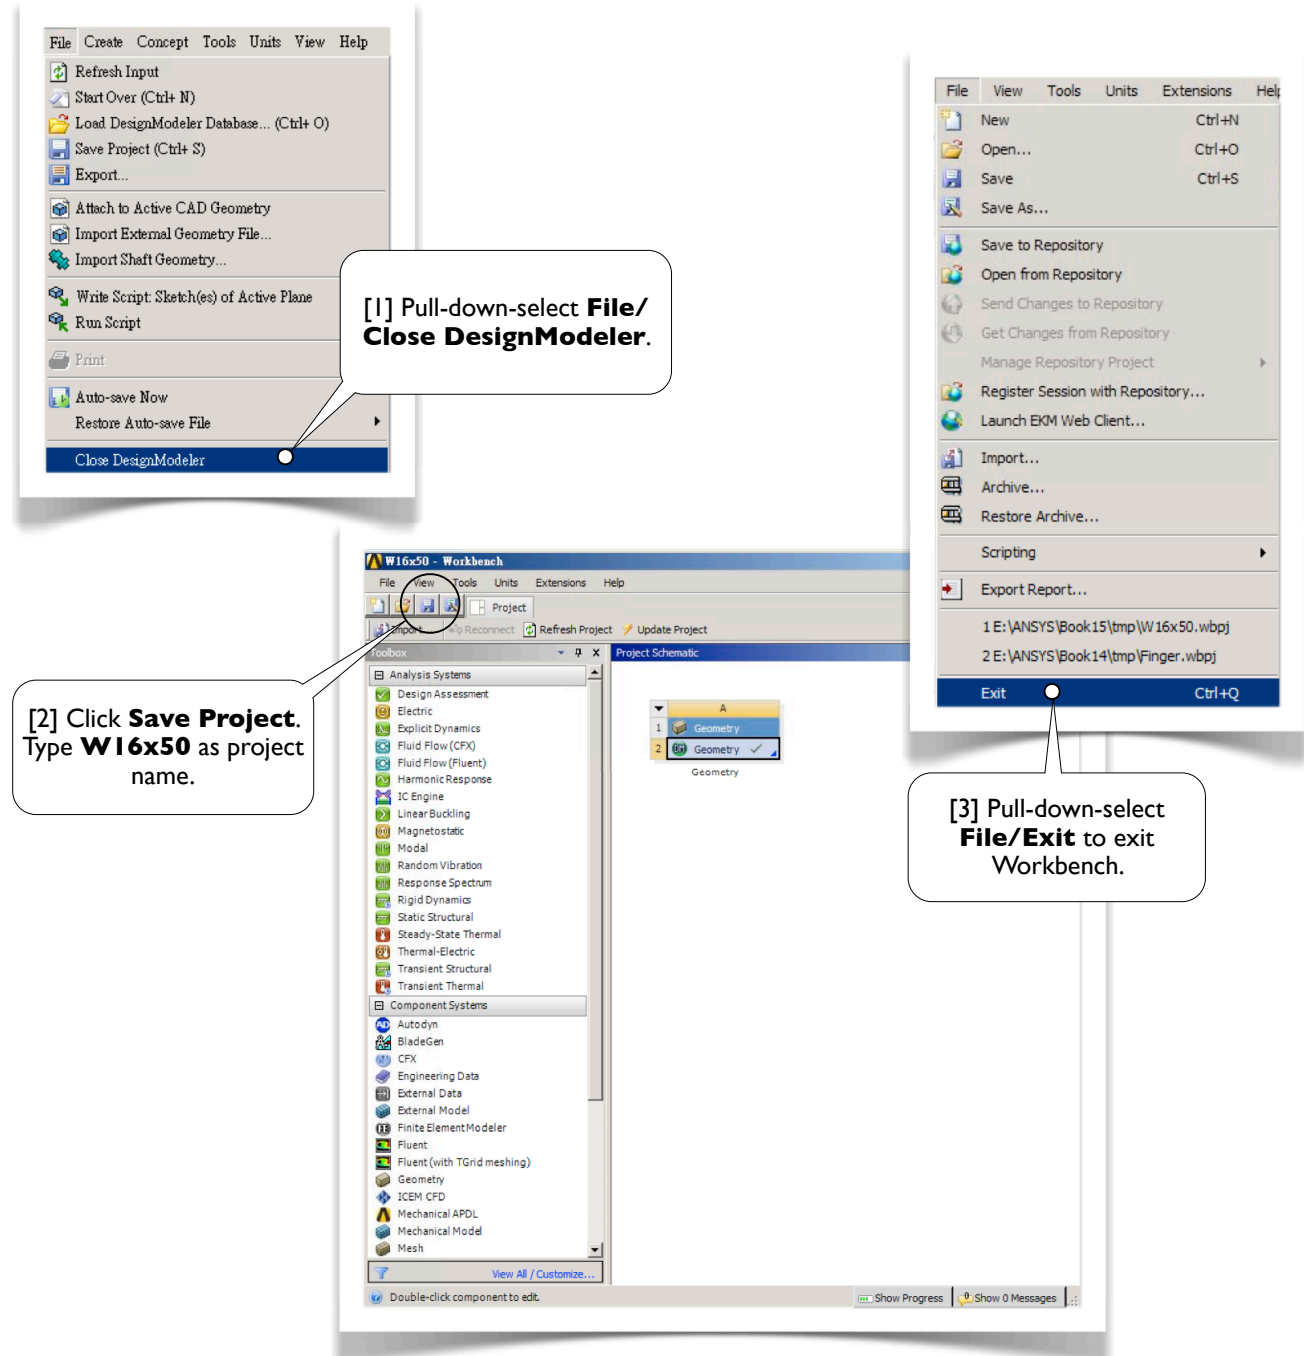 File Create Concept Tools Units View Help
Refresh Input
Start Over (Ctrl+ N)
Load DesignModeler Database... (Ctrl+ O)
Save Project (Ctrl+ S)
Export...
Attach to Active CAD Geometry
Import External Geometry File...
Import Shaft Geometry...
Write Script: Sketch(es) of Active Plane
Run Script
Print
Auto-save Now
Restore Auto-save File
Close DesignModeler
[1] Pull-down-select File/
Close DesignModeler.
File View Tools Units Extensions Help
New Ctrl+N
Open... Ctrl+O
Save Ctrl+S
Save As...
Save to Repository
Open from Repository
Send Changes to Repository
Get Changes from Repository
Manage Repository Project
Register Session with Repository...
Launch EKM Web Client...
Import...
Archive...
Restore Archive...
Scripting
Export Report...
1 E:\ANSYS\Book15\tmp\W16x50.wbpj
2 E:\ANSYS\Book14\tmp\Finger.wbpj
Exit Ctrl+Q
[3] Pull-down-select
File/Exit to exit
Workbench.
W16x50 - Workbench
File View Tools Units Extensions Help
Project
Import... Reconnect Refresh Project Update Project
Toolbox
Analysis Systems
Design Assessment
Electric
Explicit Dynamics
Fluid Flow (CFX)
Fluid Flow (Fluent)
Harmonic Response
IC Engine
Linear Buckling
Magnetostatic
Modal
Random Vibration
Response Spectrum
Rigid Dynamics
Static Structural
Steady-State Thermal
Thermal-Electric
Transient Structural
Transient Thermal
Component Systems
Autodyn
BladeGen
CFX
Engineering Data
External Data
External Model
Finite Element Modeler
Fluent
Fluent (with TGrid meshing)
Geometry
ICEM CFD
Mechanical APDL
Mechanical Model
Mesh
View All / Customize...
Project Schematic
A
1 Geometry
2 Geometry
Geometry
Double-click component to edit.
Show Progress Show 0 Messages
[2] Click Save Project.
Type W16x50 as project
name.